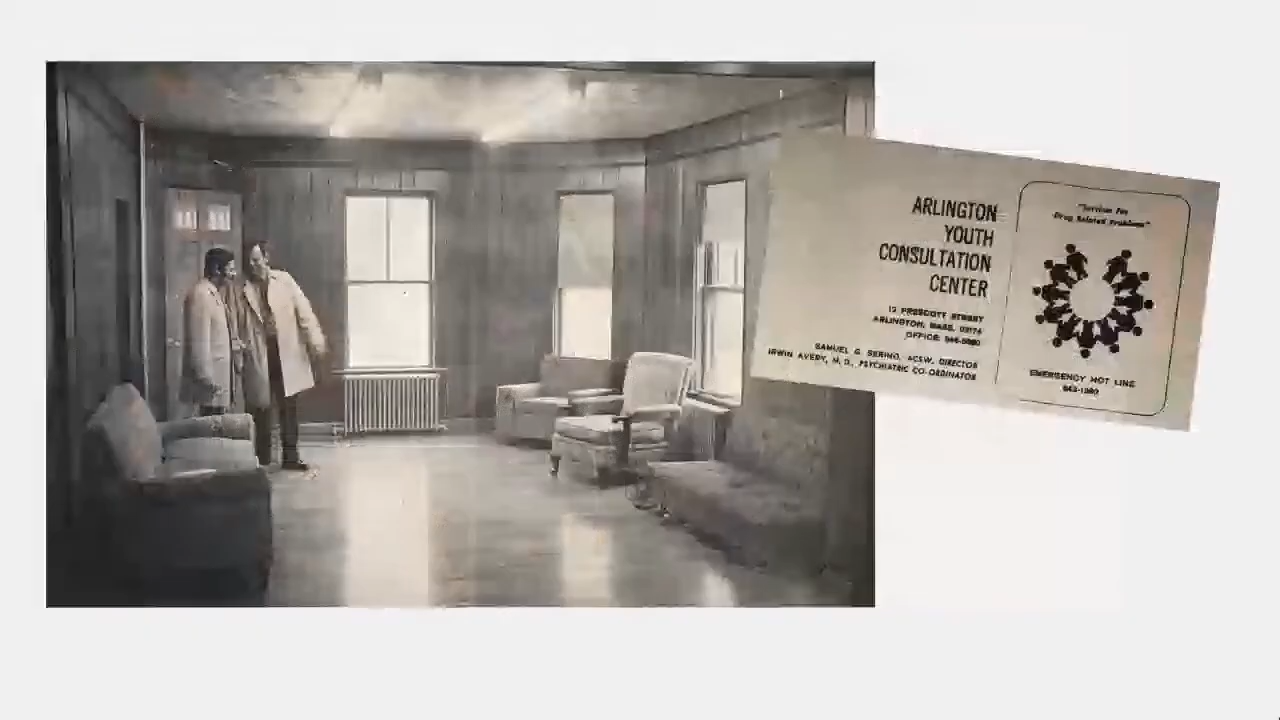 ARLINGTON
YOUTH
CONSULTATION
CENTER
12 PRESCOTT STREET
ARLINGTON, MASS. 02174
OFFICE:
SAMUEL G. SERINO, ACSW, DIRECTOR
IRWIN AVERY, M. D., PSYCHIATRIC CO-ORDINATOR
"Services For
Drug Related Problems"
EMERGENCY HOT LINE